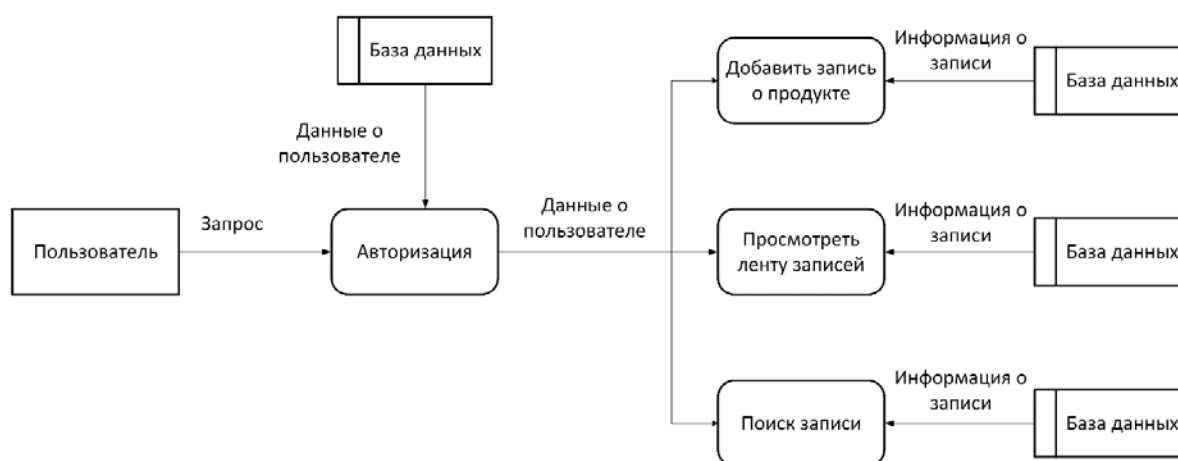 База данных
Данные о
пользователе
Пользователь
Запрос
Авторизация
Данные о
пользователе
Добавить запись
о продукте
Информация о
записи
База данных
Просмотреть
ленту записей
Информация о
записи
База данных
Поиск записи
Информация о
записи
База данных